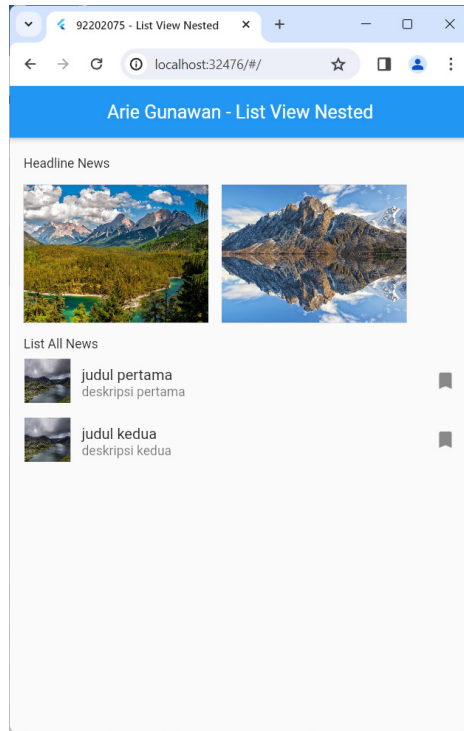 92202075 - List View Nested
localhost:32476/#/
Arie Gunawan - List View Nested
Headline News
List All News
judul pertama
deskripsi pertama
judul kedua
deskripsi kedua